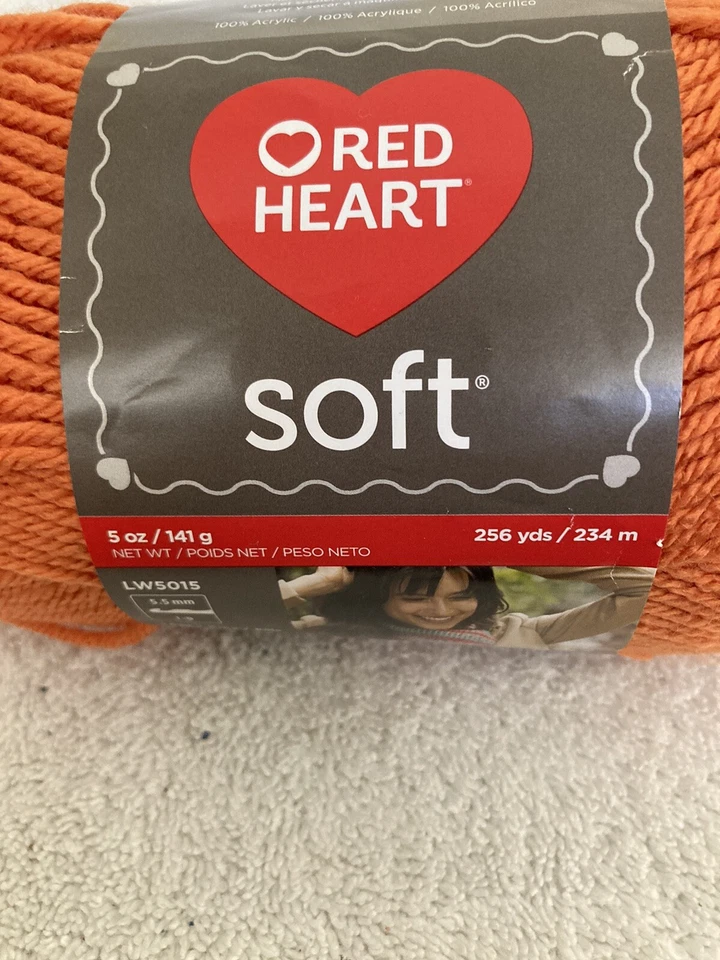 100% Acrylic / 100% Acrylique / 100% Acrílico
RED
HEART®
soft®
5 oz / 141 g
256 yds / 234 m
NET WT / POIDS NET / PESO NETO
LW5015
5.5 mm